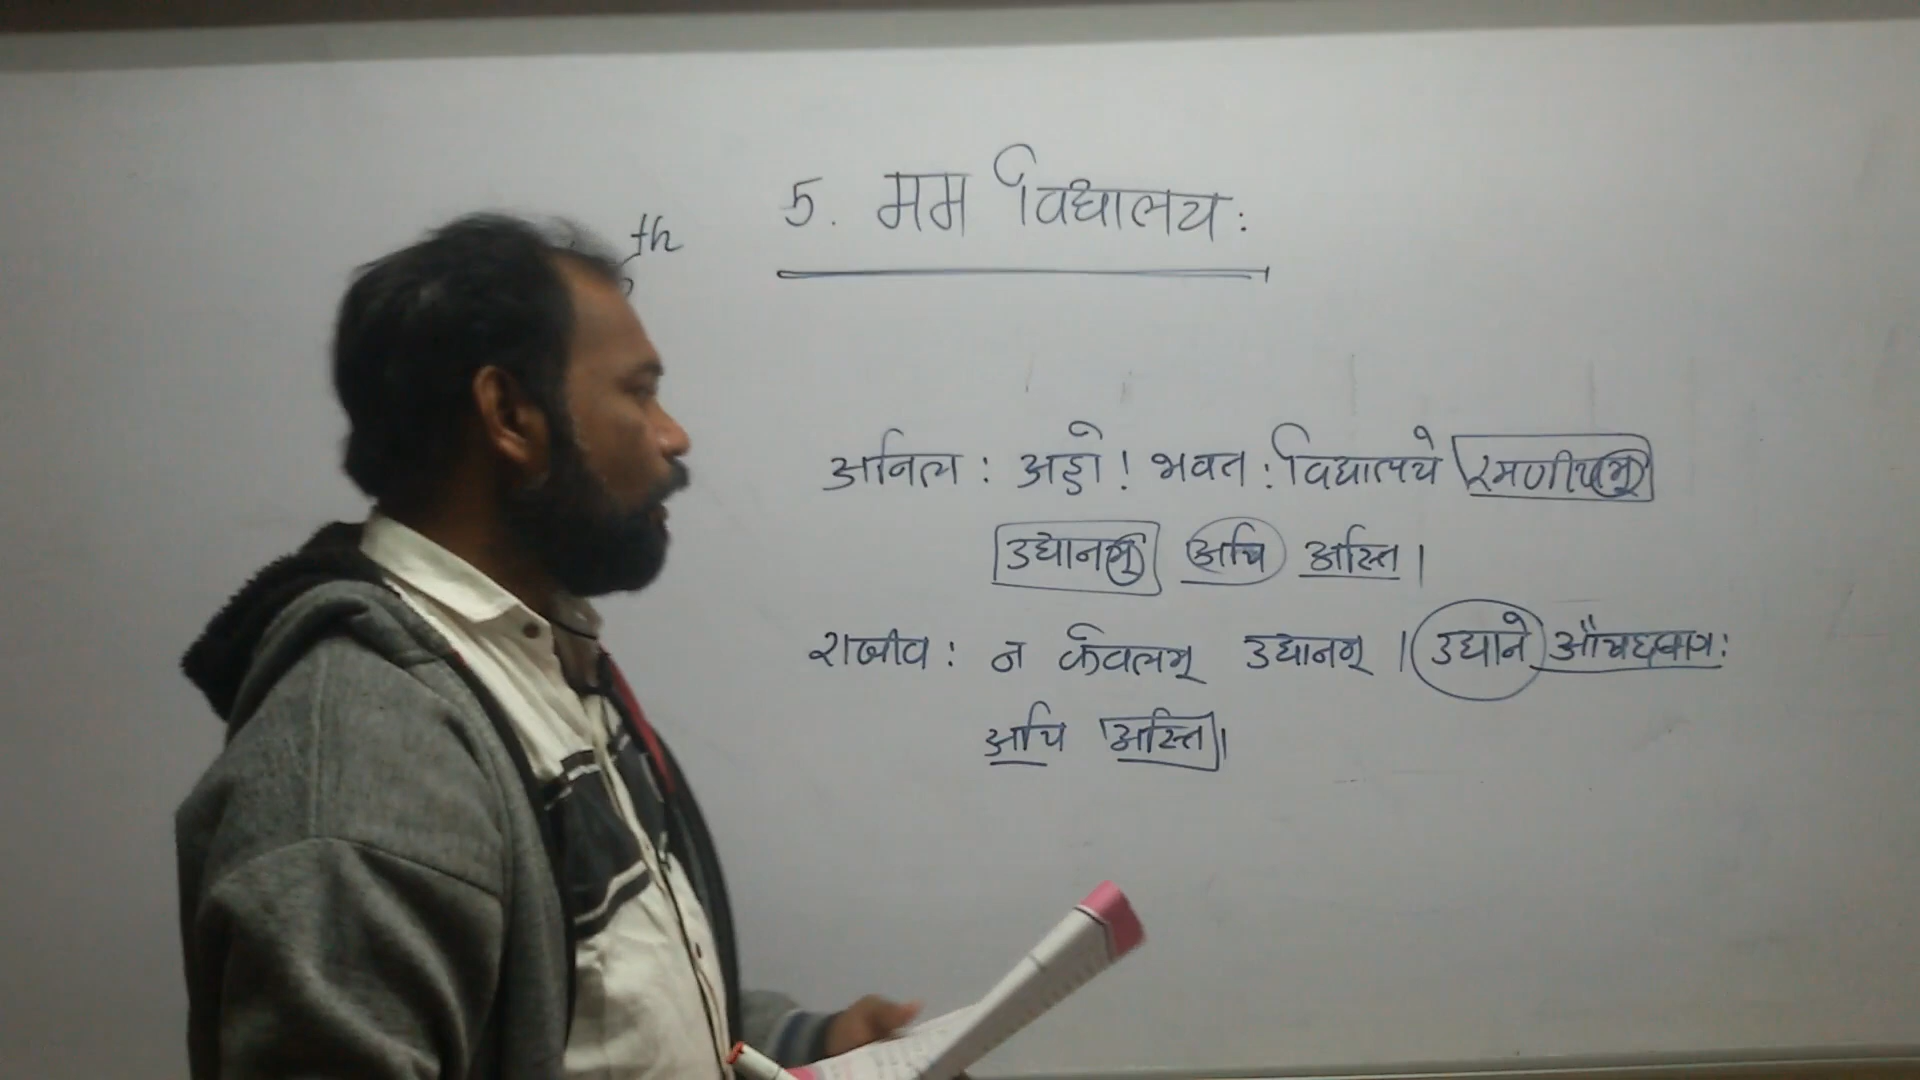 th
5. मम विद्यालय:
अनित्य : अहो ! भवत : विद्यालये रमणीयम्
उद्यानम् अपि अस्ति ।
राजीव : न केवलम् उद्यानम् । उद्याने
अपि अस्ति ।